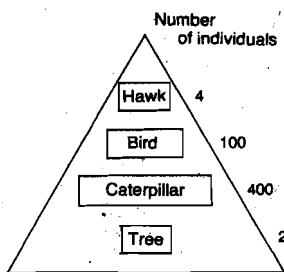 Number
of individuals
Hawk 4
Bird 100
Caterpillar 400
Tree 2